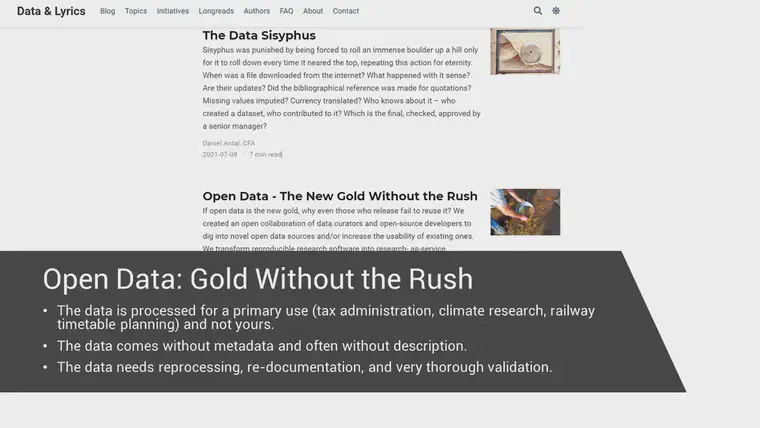 Data & Lyrics Blog Topics Initiatives Longreads Authors FAQ About Contact
The Data Sisyphus
Sisyphus was punished by being forced to roll an immense boulder up a hill only
for it to roll down every time it neared the top, repeating this action for eternity.
When was a file downloaded from the internet? What happened with it sense?
Are their updates? Did the bibliographical reference was made for quotations?
Missing values imputed? Currency translated? Who knows about it – who
created a dataset, who contributed to it? Which is the final, checked, approved by
a senior manager?
Daniel Antal, CFA
2021-07-08 · 7 min read
Open Data - The New Gold Without the Rush
If open data is the new gold, why even those who release fail to reuse it? We
created an open collaboration of data curators and open-source developers to
dig into novel open data sources and/or increase the usability of existing ones.
We transform reproducible research software into research- as-service.
Open Data: Gold Without the Rush
• The data is processed for a primary use (tax administration, climate research, railway
timetable planning) and not yours.
• The data comes without metadata and often without description.
• The data needs reprocessing, re-documentation, and very thorough validation.